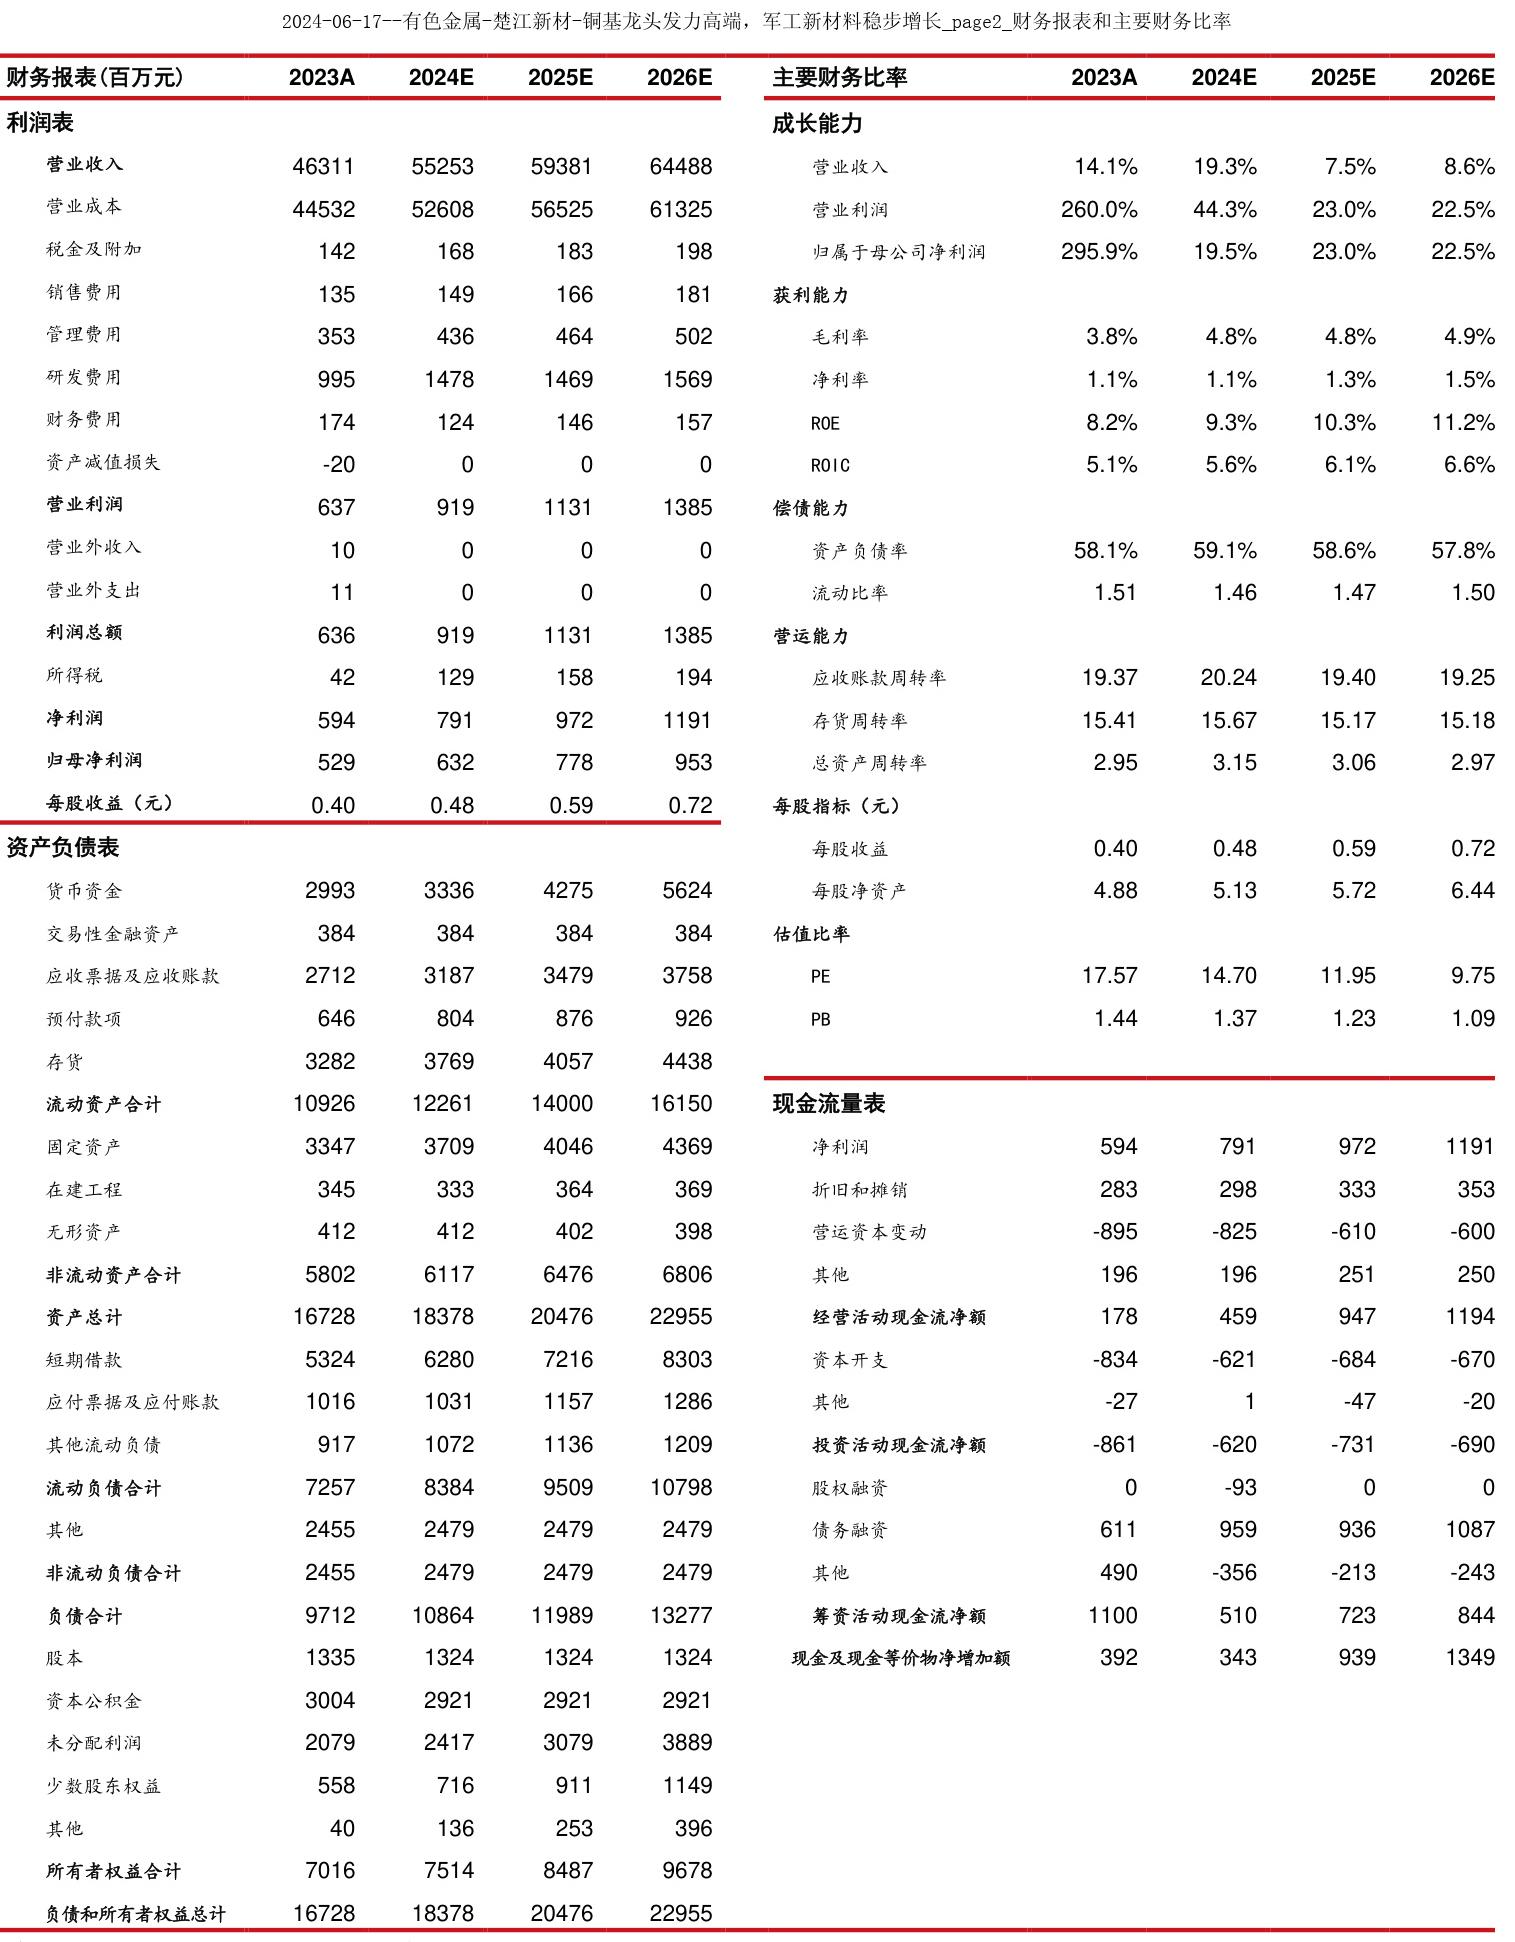 2024-06-17--有色金属-楚江新材-铜基龙头发力高端，军工新材料稳步增长_page2_财务报表和主要财务比率
财务报表(百万元) 2023A 2024E 2025E 2026E
利润表
营业收入 46311 55253 59381 64488
营业成本 44532 52608 56525 61325
税金及附加 142 168 183 198
销售费用 135 149 166 181
管理费用 353 436 464 502
研发费用 995 1478 1469 1569
财务费用 174 124 146 157
资产减值损失 -20 0 0 0
营业利润 637 919 1131 1385
营业外收入 10 0 0 0
营业外支出 11 0 0 0
利润总额 636 919 1131 1385
所得税 42 129 158 194
净利润 594 791 972 1191
归母净利润 529 632 778 953
每股收益（元） 0.40 0.48 0.59 0.72
资产负债表
货币资金 2993 3336 4275 5624
交易性金融资产 384 384 384 384
应收票据及应收账款 2712 3187 3479 3758
预付款项 646 804 876 926
存货 3282 3769 4057 4438
流动资产合计 10926 12261 14000 16150
固定资产 3347 3709 4046 4369
在建工程 345 333 364 369
无形资产 412 412 402 398
非流动资产合计 5802 6117 6476 6806
资产总计 16728 18378 20476 22955
短期借款 5324 6280 7216 8303
应付票据及应付账款 1016 1031 1157 1286
其他流动负债 917 1072 1136 1209
流动负债合计 7257 8384 9509 10798
其他 2455 2479 2479 2479
非流动负债合计 2455 2479 2479 2479
负债合计 9712 10864 11989 13277
股本 1335 1324 1324 1324
资本公积金 3004 2921 2921 2921
未分配利润 2079 2417 3079 3889
少数股东权益 558 716 911 1149
其他 40 136 253 396
所有者权益合计 7016 7514 8487 9678
负债和所有者权益总计 16728 18378 20476 22955
主要财务比率 2023A 2024E 2025E 2026E
成长能力
营业收入 14.1% 19.3% 7.5% 8.6%
营业利润 260.0% 44.3% 23.0% 22.5%
归属于母公司净利润 295.9% 19.5% 23.0% 22.5%
获利能力
毛利率 3.8% 4.8% 4.8% 4.9%
净利率 1.1% 1.1% 1.3% 1.5%
ROE 8.2% 9.3% 10.3% 11.2%
ROIC 5.1% 5.6% 6.1% 6.6%
偿债能力
资产负债率 58.1% 59.1% 58.6% 57.8%
流动比率 1.51 1.46 1.47 1.50
营运能力
应收账款周转率 19.37 20.24 19.40 19.25
存货周转率 15.41 15.67 15.17 15.18
总资产周转率 2.95 3.15 3.06 2.97
每股指标（元）
每股收益 0.40 0.48 0.59 0.72
每股净资产 4.88 5.13 5.72 6.44
估值比率
PE 17.57 14.70 11.95 9.75
PB 1.44 1.37 1.23 1.09
现金流量表
净利润 594 791 972 1191
折旧和摊销 283 298 333 353
营运资本变动 -895 -825 -610 -600
其他 196 196 251 250
经营活动现金流净额 178 459 947 1194
资本开支 -834 -621 -684 -670
其他 -27 1 -47 -20
投资活动现金流净额 -861 -620 -731 -690
股权融资 0 -93 0 0
债务融资 611 959 936 1087
其他 490 -356 -213 -243
筹资活动现金流净额 1100 510 723 844
现金及现金等价物净增加额 392 343 939 1349